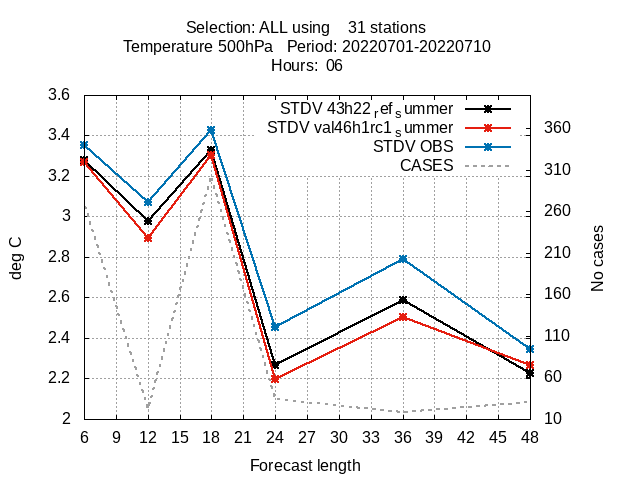 Selection: ALL using    31 stations
Temperature 500hPa   Period: 20220701-20220710
Hours:  06
3.6
3.4
3.2
3
2.8
2.6
2.4
2.2
2
deg C
STDV 43h22_ref_summer
STDV val46h1rc1_summer
STDV OBS
CASES
360
310
260
210
160
110
60
10
No cases
6 9 12 15 18 21 24 27 30 33 36 39 42 45 48
Forecast length